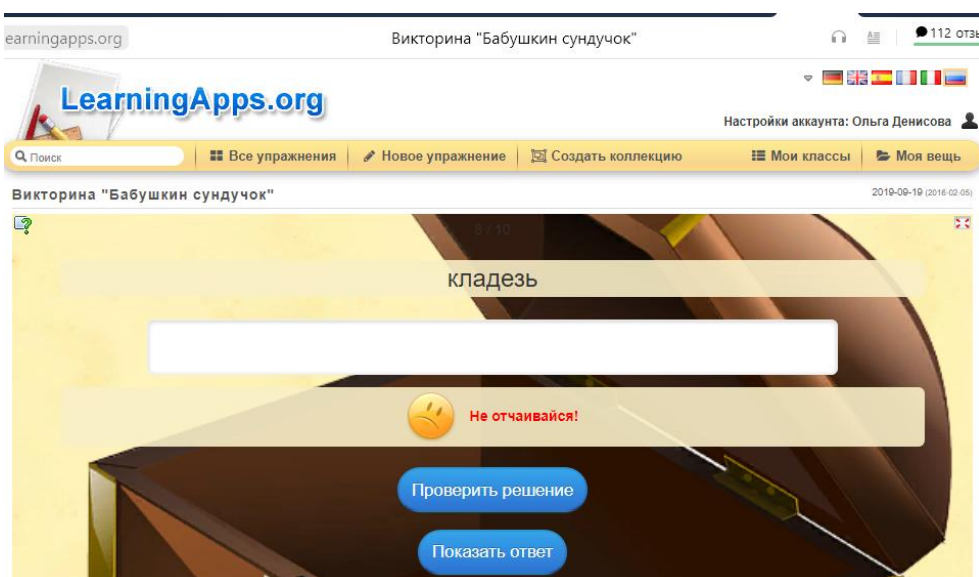 earningapps.org
Викторина "Бабушкин сундучок"
112 отзы
LearningApps.org
Настройки аккаунта: Ольга Денисова
Поиск
Все упражнения
Новое упражнение
Создать коллекцию
Мои классы
Моя вещь
Викторина "Бабушкин сундучок"
2019-09-19 (2016-02-05)
8 / 10
кладезь
Не отчаивайся!
Проверить решение
Показать ответ